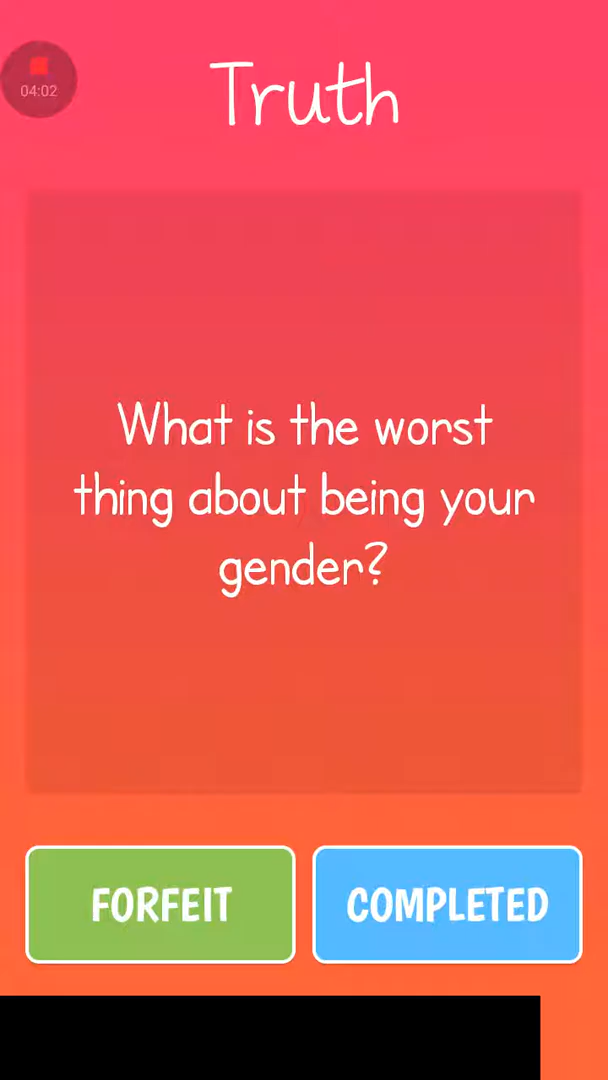 04:02
Truth
What is the worst
thing about being your
gender?
FORFEIT
COMPLETED